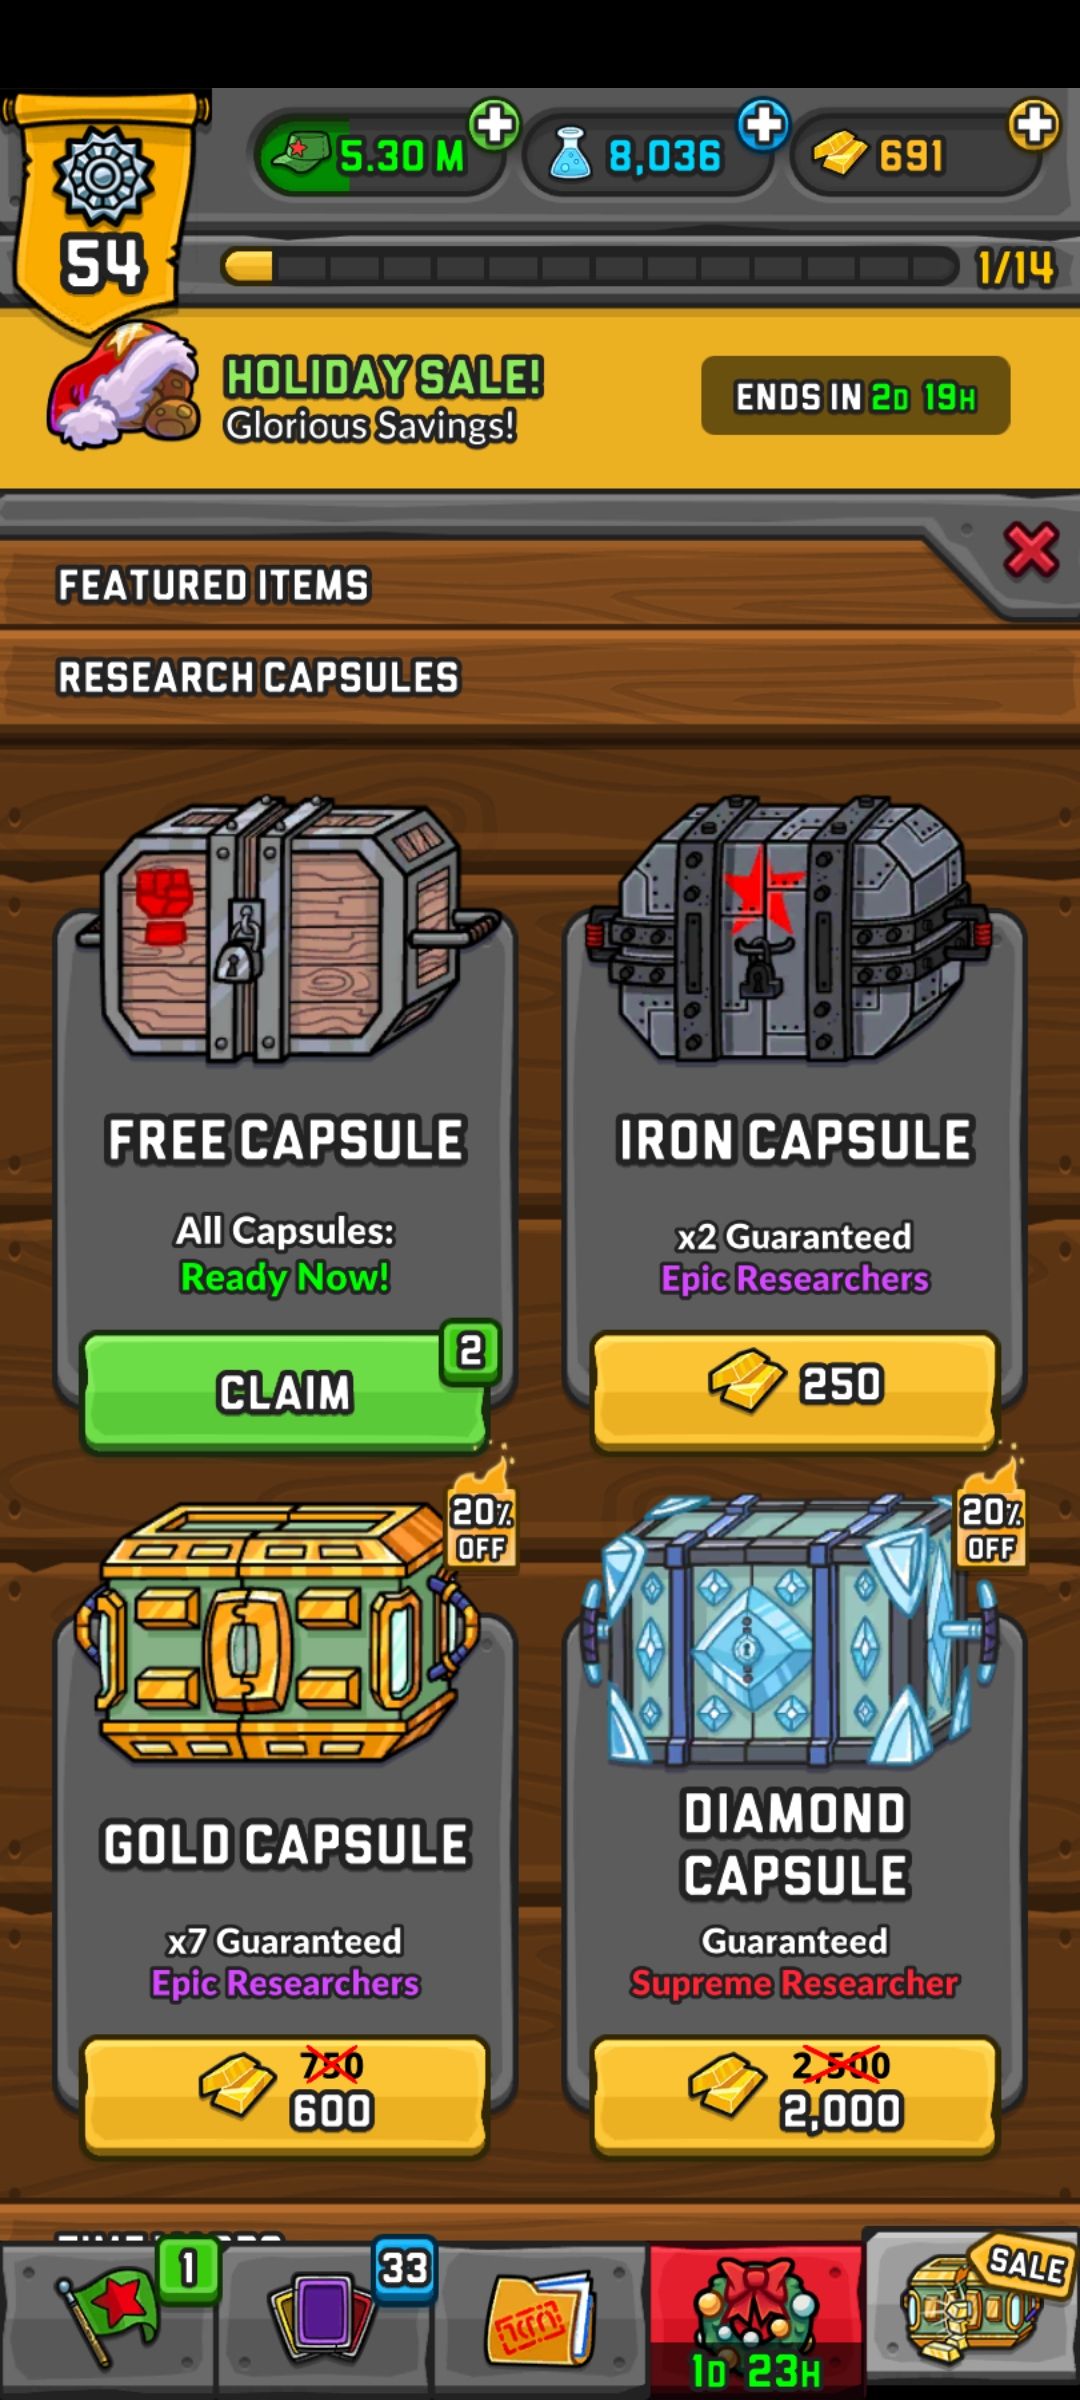 5.30 M
8,036
691
54
1/14
HOLIDAY SALE!
Glorious Savings!
ENDS IN 2D 19H
FEATURED ITEMS
RESEARCH CAPSULES
FREE CAPSULE
All Capsules:
Ready Now!
2
CLAIM
IRON CAPSULE
x2 Guaranteed
Epic Researchers
250
20% OFF
GOLD CAPSULE
x7 Guaranteed
Epic Researchers
750
600
20% OFF
DIAMOND
CAPSULE
Guaranteed
Supreme Researcher
2,500
2,000
1
33
1D 23H
SALE